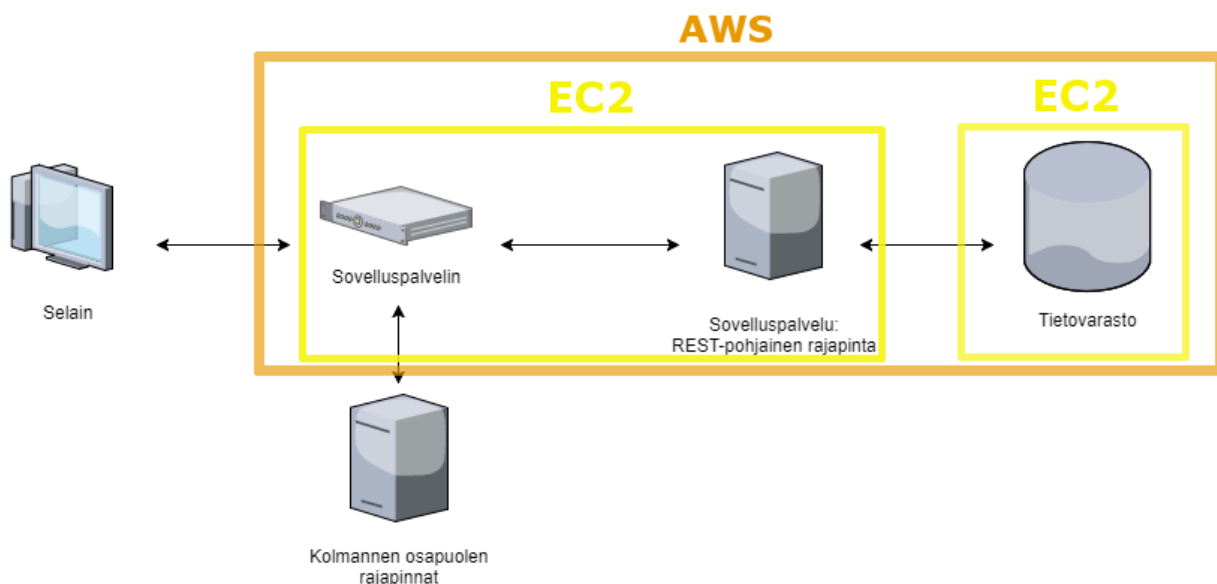 AWS
EC2
EC2
Selain
Sovelluspalvelin
Sovelluspalvelu:
REST-pohjainen rajapinta
Tietovarasto
Kolmannen osapuolen
rajapinnat